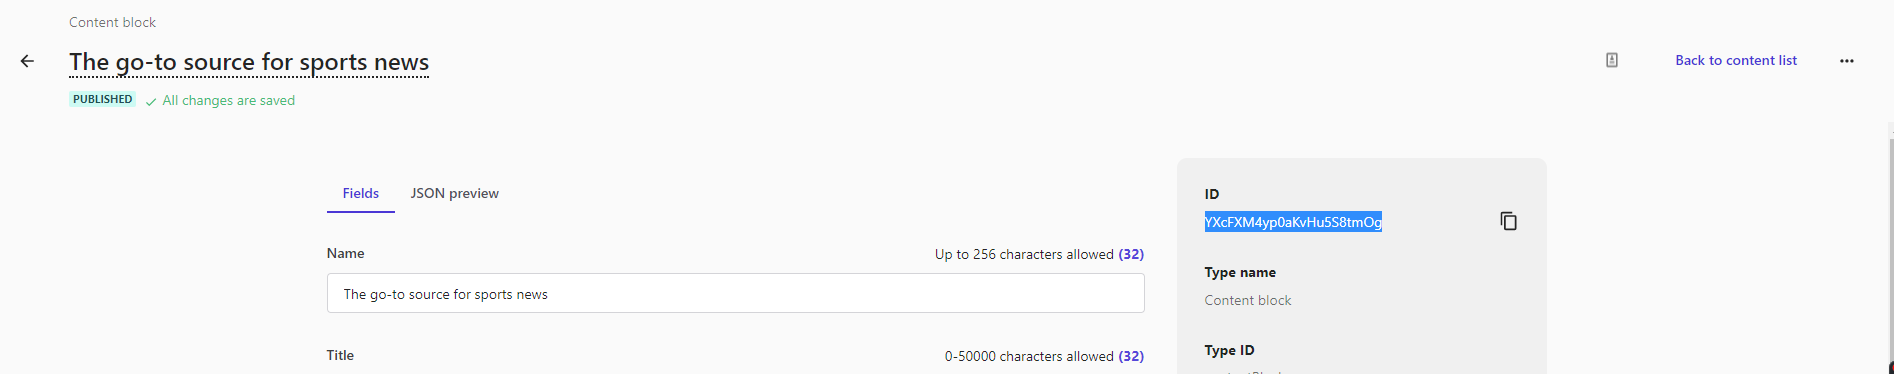 Content block
The go-to source for sports news
Back to content list
PUBLISHED All changes are saved
Fields JSON preview
ID
YXcFXM4yp0aKvHu5S8tmOg
Name Up to 256 characters allowed (32)
The go-to source for sports news
Type name
Content block
Title 0-50000 characters allowed (32)
Type ID